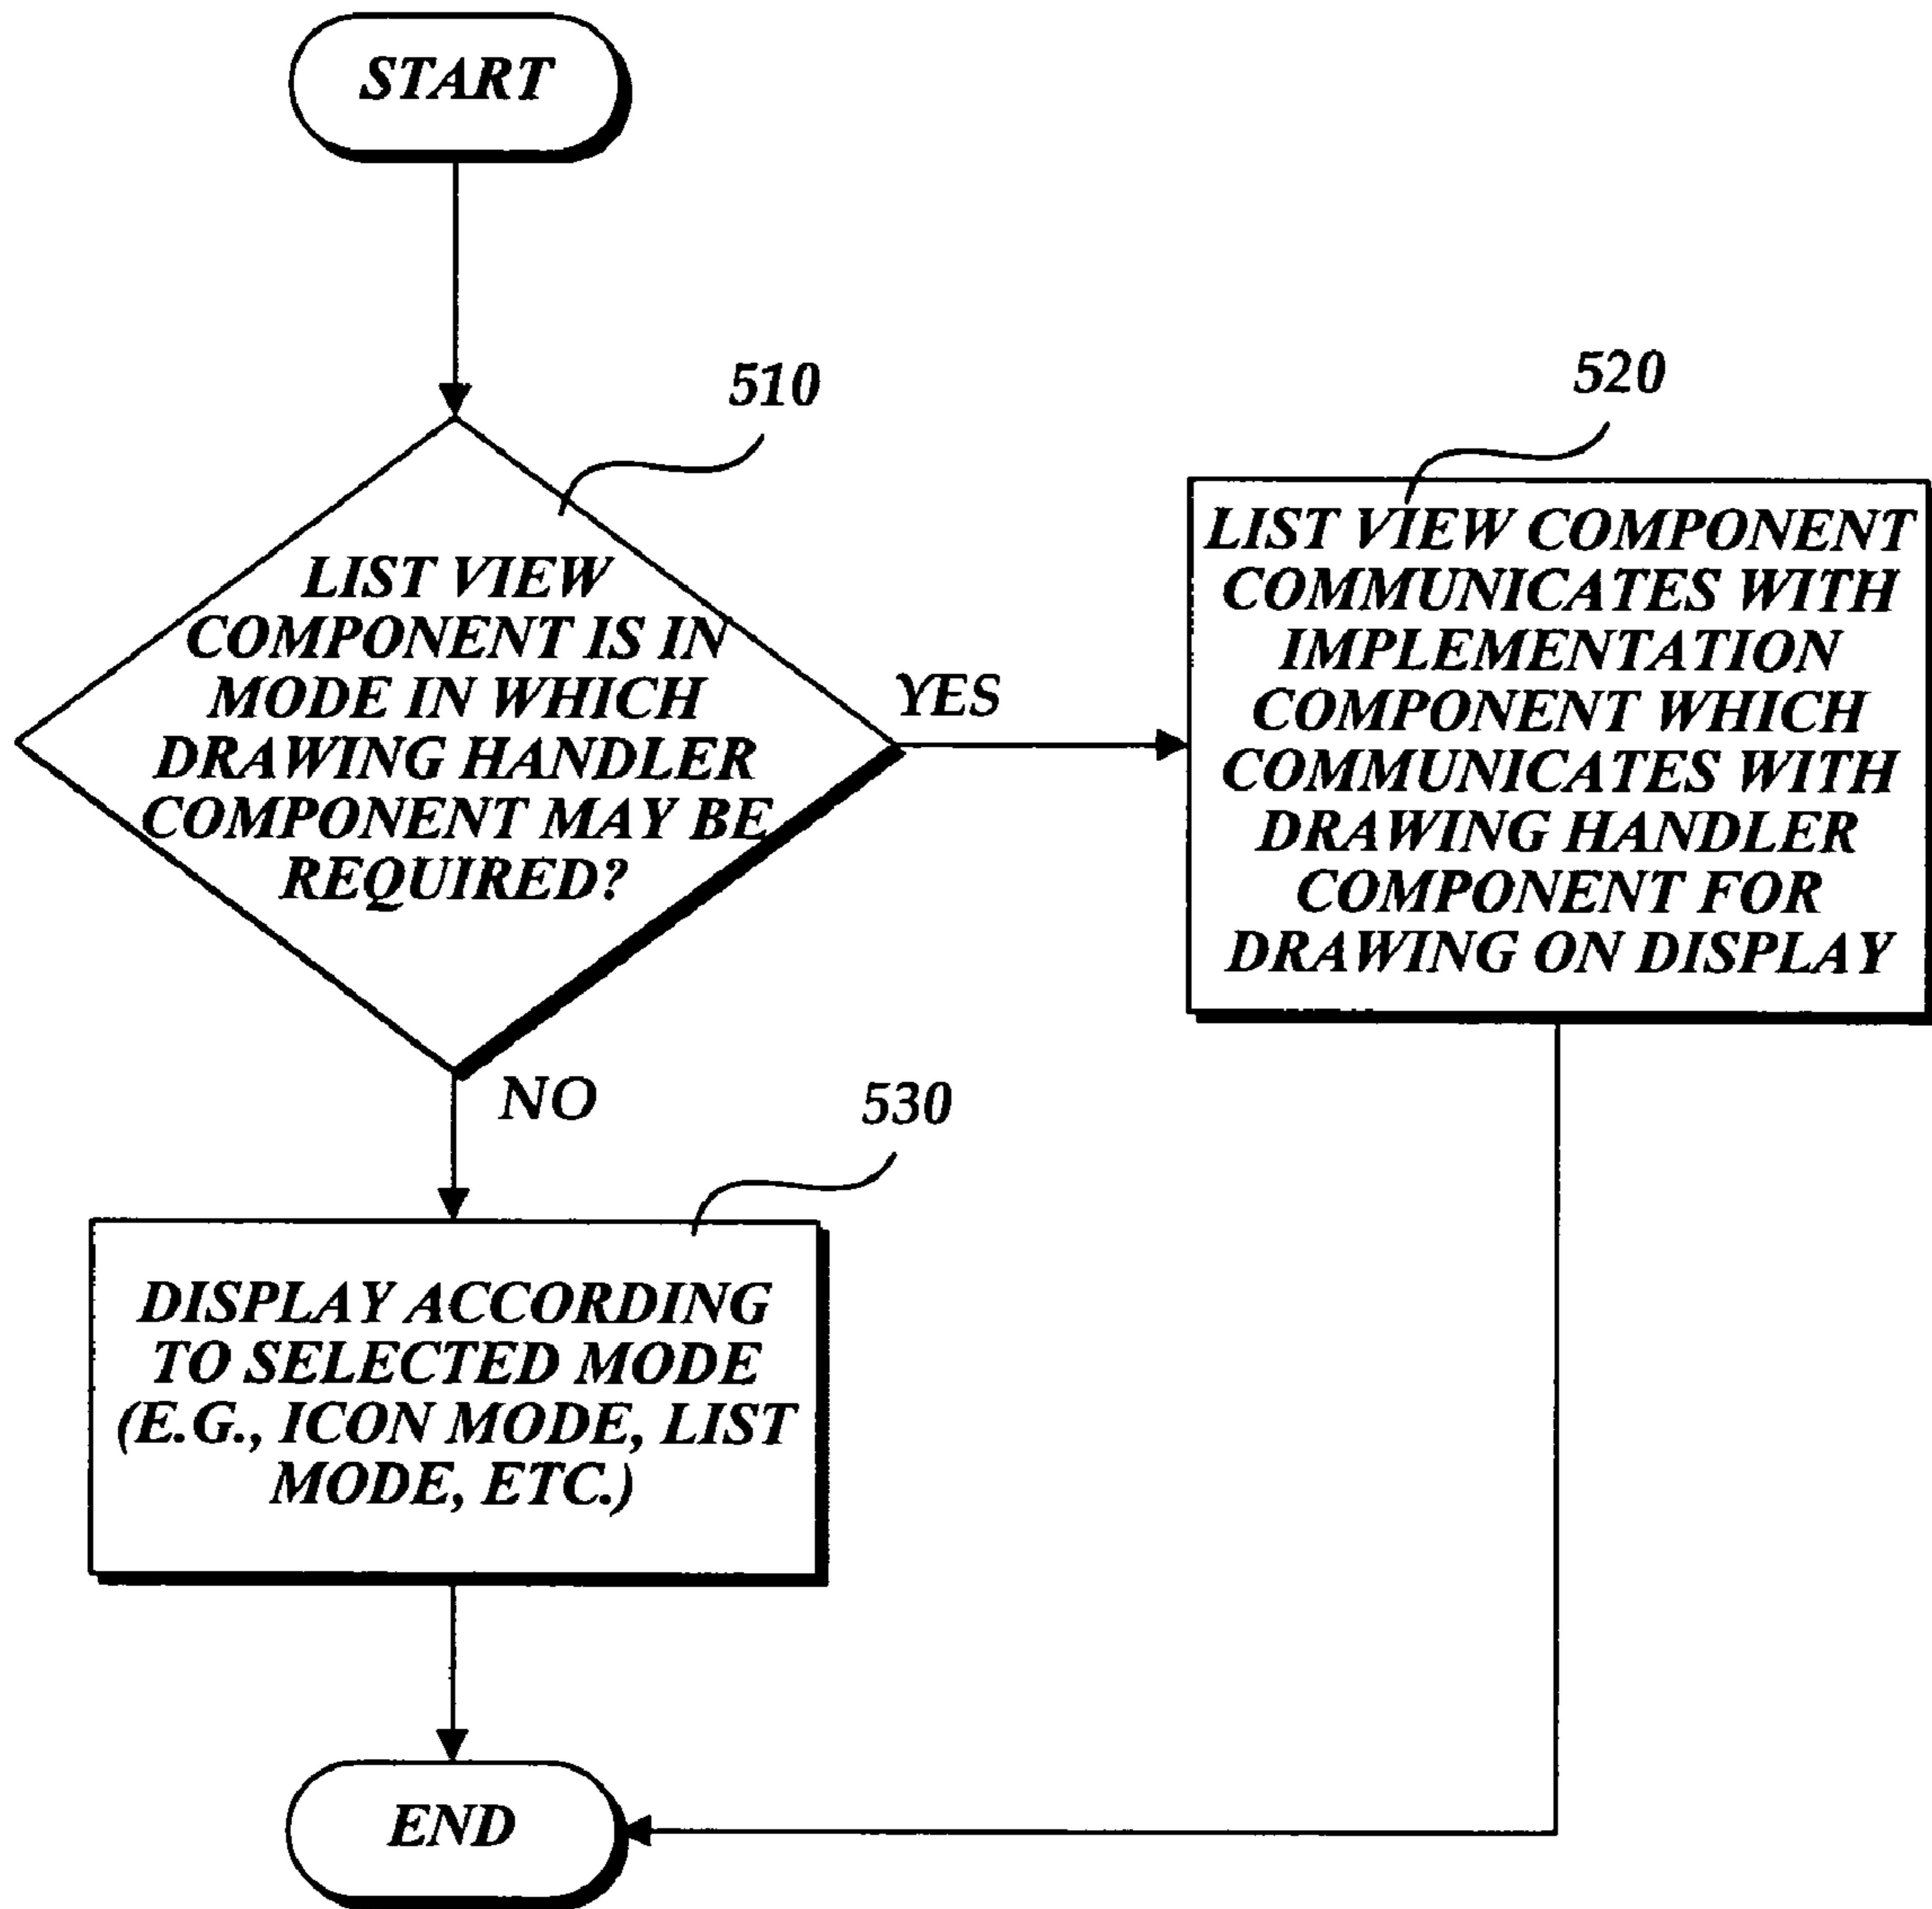 START
510
LIST VIEW
COMPONENT IS IN
MODE IN WHICH
DRAWING HANDLER
COMPONENT MAY BE
REQUIRED?
YES
520
LIST VIEW COMPONENT
COMMUNICATES WITH
IMPLEMENTATION
COMPONENT WHICH
COMMUNICATES WITH
DRAWING HANDLER
COMPONENT FOR
DRAWING ON DISPLAY
NO
530
DISPLAY ACCORDING
TO SELECTED MODE
(E.G., ICON MODE, LIST
MODE, ETC.)
END